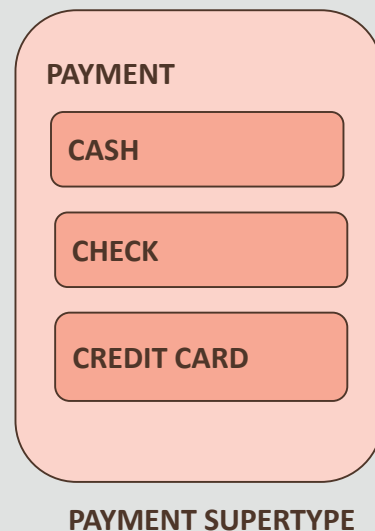 PAYMENT
CASH
CHECK
CREDIT CARD
PAYMENT SUPERTYPE